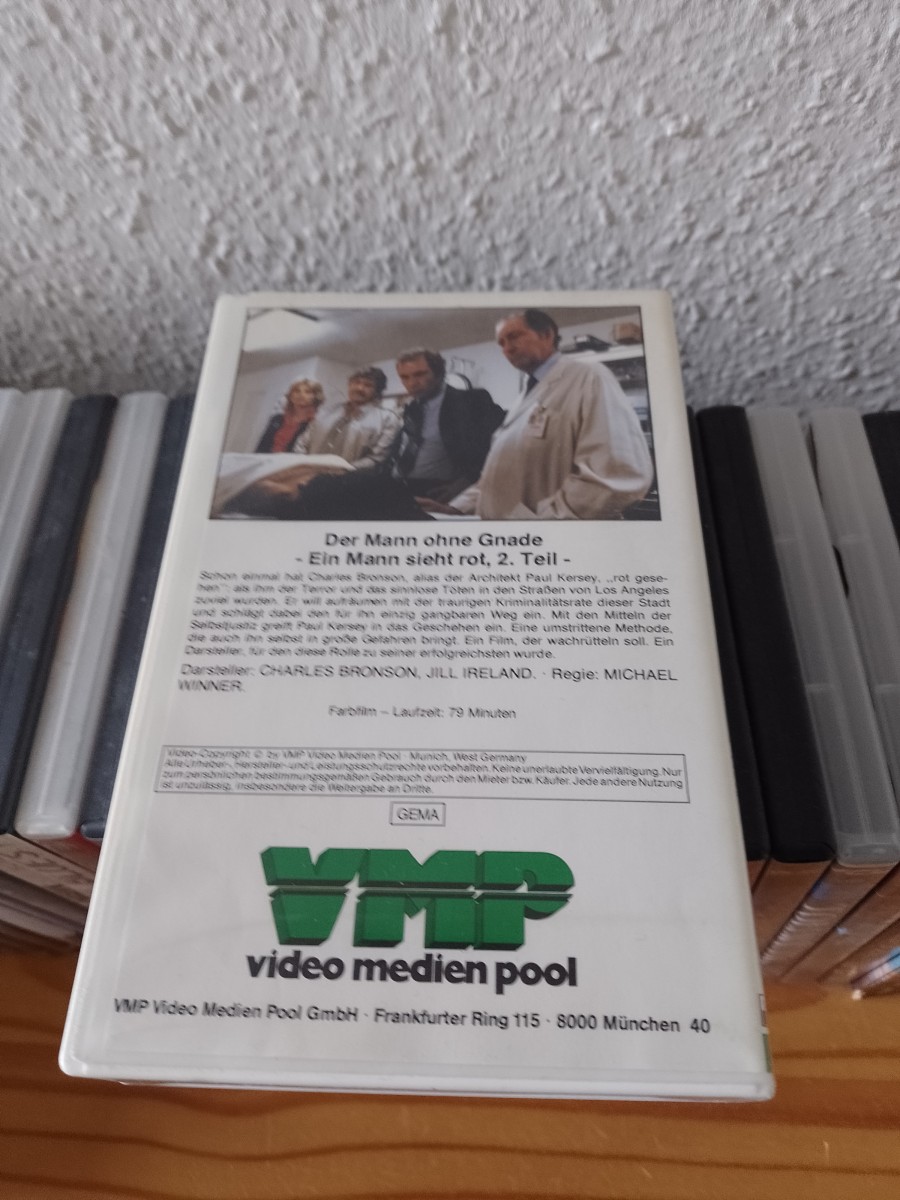 Der Mann ohne Gnade
- Ein Mann sieht rot, 2. Teil -
Schon einmal hat Charles Bronson, alias der Architekt Paul Kersey, „rot gese-
hen“, als ihm der Terror und das sinnlose Töten in den Straßen von Los Angeles
zuviel wurden. Er will aufräumen mit der traurigen Kriminalitätsrate dieser Stadt
und schlägt dabei den für ihn einzig gangbaren Weg ein. Mit den Mitteln der
Selbstjustiz greift Paul Kersey in das Geschehen ein. Eine umstrittene Methode,
die auch ihn selbst in große Gefahren bringt. Ein Film, der wachrütteln soll. Ein
Darsteller, für den diese Rolle zu seiner erfolgreichsten wurde.
Darsteller: CHARLES BRONSON, JILL IRELAND. · Regie: MICHAEL
WINNER.
Farbfilm – Laufzeit: 79 Minuten
Video-Copyright © by VMP Video Medien Pool · Munich, West Germany
Alle Urheber-, Hersteller- und Leistungsschutzrechte vorbehalten. Keine unerlaubte Vervielfältigung. Nur
zum persönlichen bestimmungsgemäßen Gebrauch durch den Mieter bzw. Käufer. Jede andere Nutzung
ist unzulässig, insbesondere die Weitergabe an Dritte.
GEMA
VMP
video medien pool
VMP Video Medien Pool GmbH · Frankfurter Ring 115 · 8000 München 40